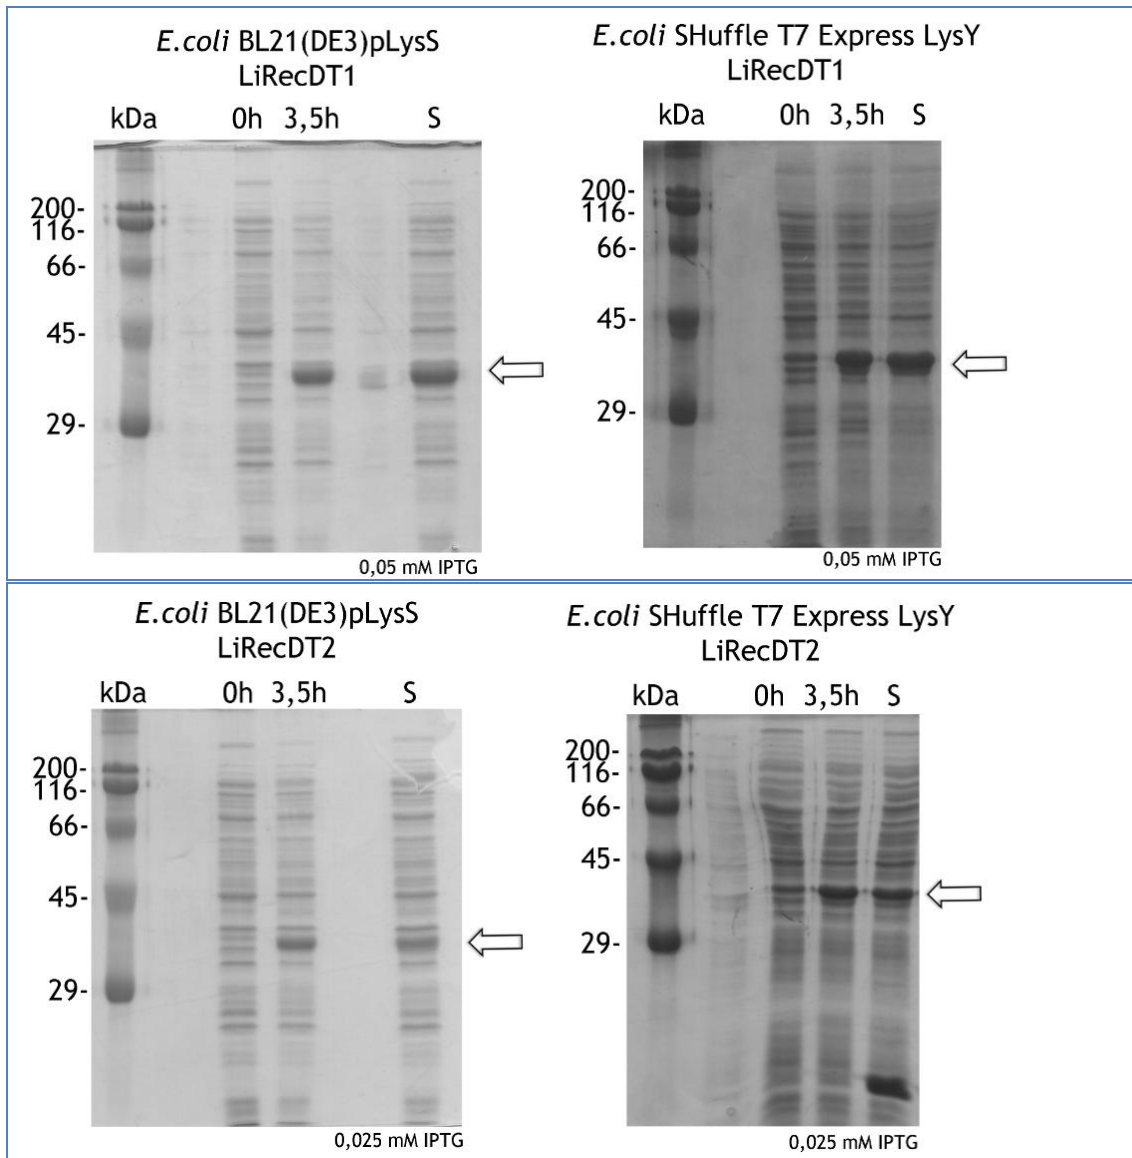 E.coli BL21(DE3)pLysS
LiRecDT1
kDa 0h 3,5h S
200-
116-
66-
45-
29-
0,05 mM IPTG
E.coli SHuffle T7 Express LysY
LiRecDT1
kDa 0h 3,5h S
200-
116-
66-
45-
29-
0,05 mM IPTG
E.coli BL21(DE3)pLysS
LiRecDT2
kDa 0h 3,5h S
200-
116-
66-
45-
29-
0,025 mM IPTG
E.coli SHuffle T7 Express LysY
LiRecDT2
kDa 0h 3,5h S
200-
116-
66-
45-
29-
0,025 mM IPTG